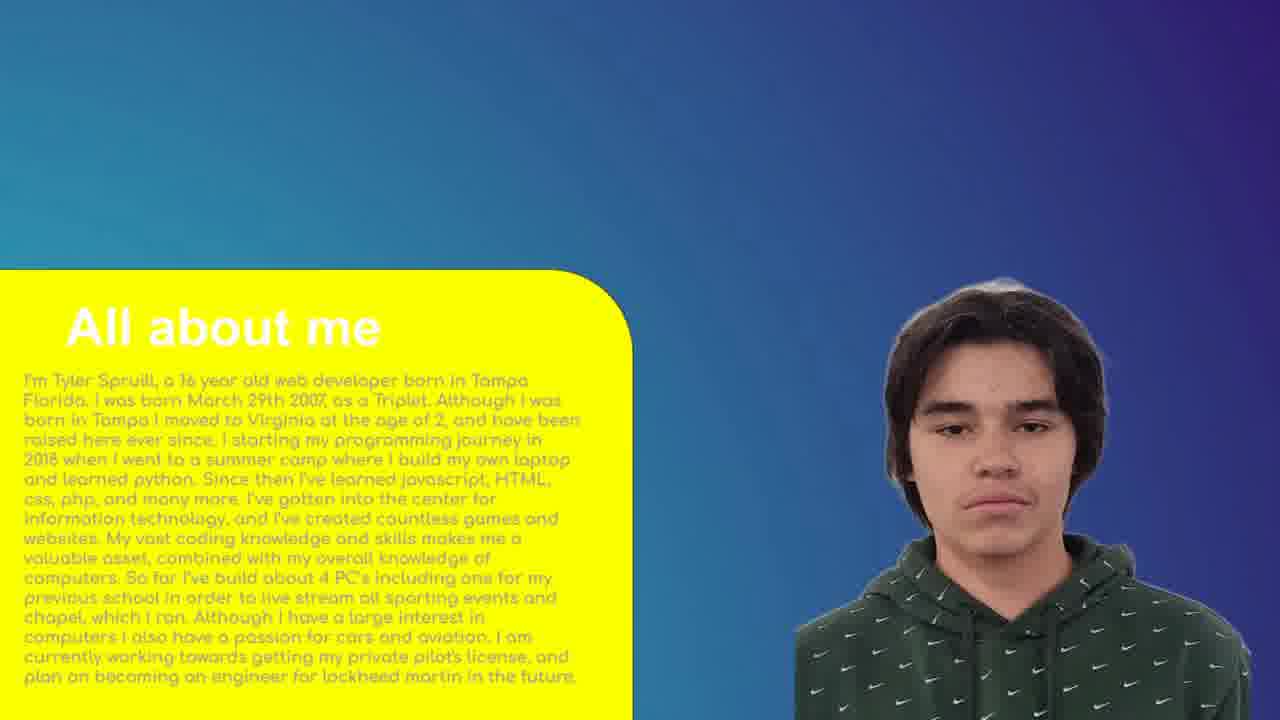 All about me
I'm Tyler Spruill, a 16 year old web developer born in Tampa
Florida. I was born March 29th 2007, as a Triplet. Although I was
born in Tampa I moved to Virginia at the age of 2, and have been
raised here ever since. I starting my programming journey in
2018 when I went to a summer camp where I build my own laptop
and learned python. Since then I've learned javascript, HTML,
css, php, and many more. I've gotten into the center for
information technology, and I've created countless games and
websites. My vast coding knowledge and skills makes me a
valuable asset, combined with my overall knowledge of
computers. So far I've build about 4 PC's including one for my
previous school in order to live stream all sporting events and
chapel, which I ran. Although I have a large interest in
computers I also have a passion for cars and aviation. I am
currently working towards getting my private pilot's license, and
plan on becoming an engineer for lockheed martin in the future.